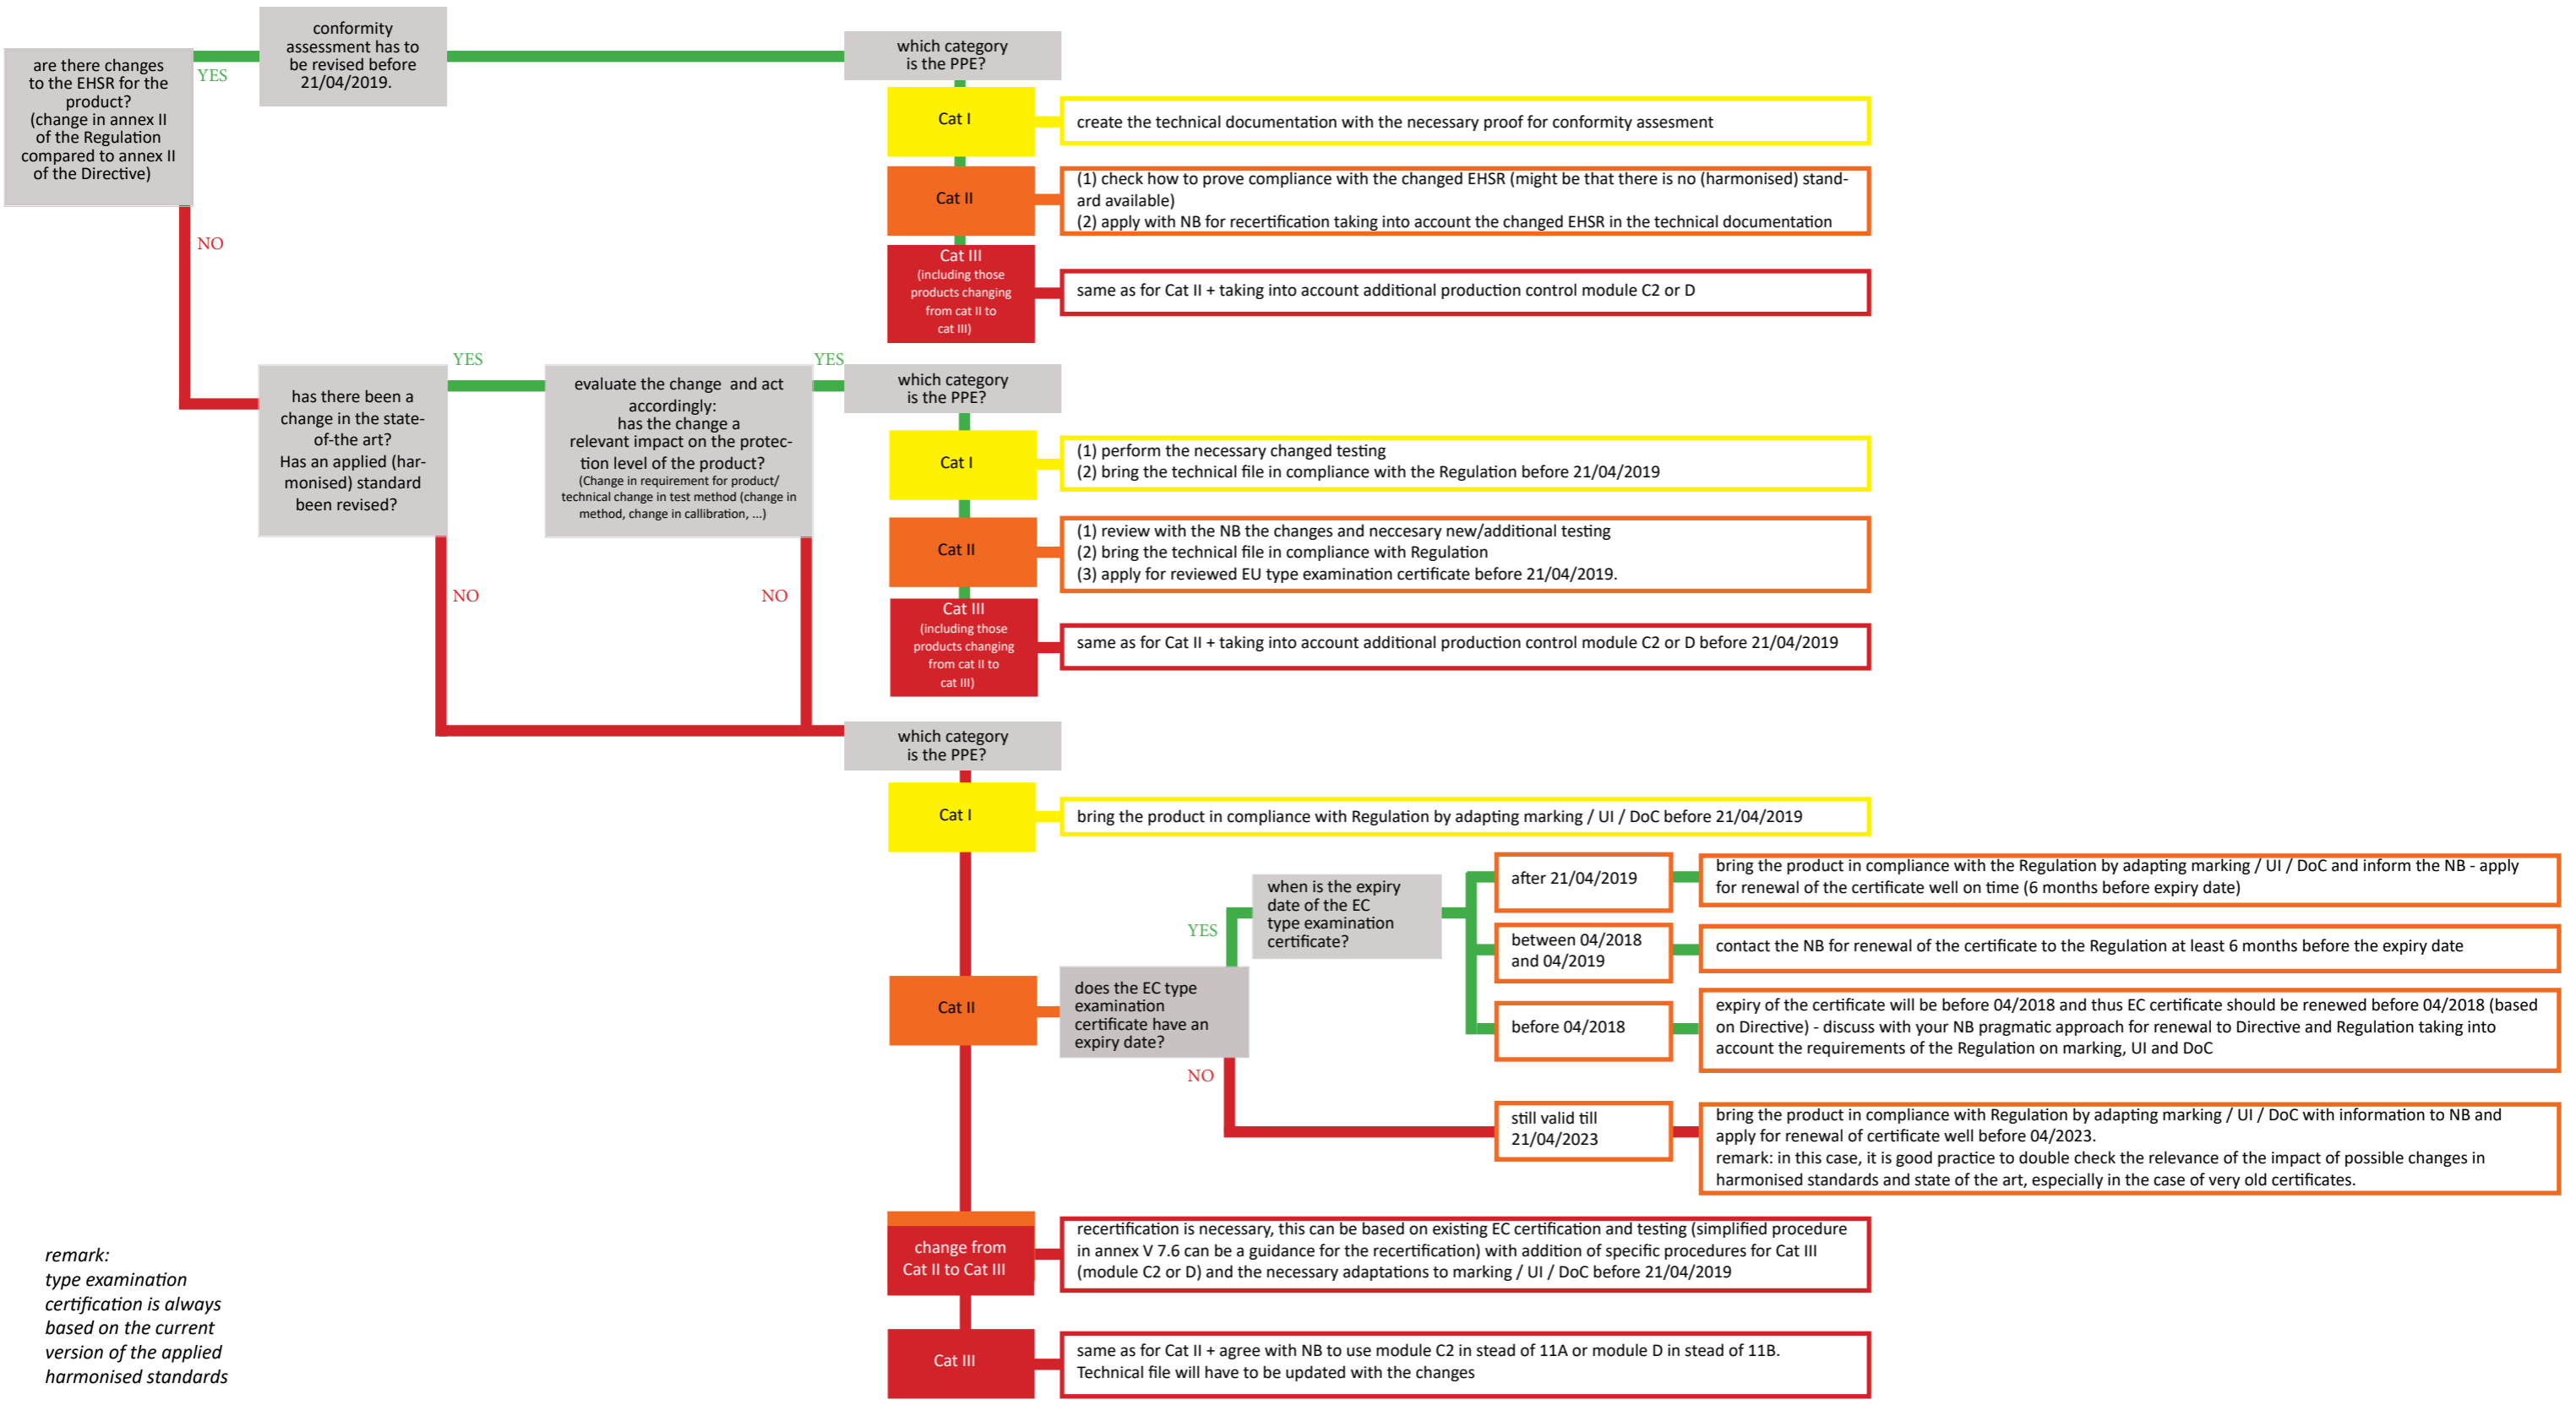 are there changes
to the EHSR for the
product?
(change in annex II
of the Regulation
compared to annex II
of the Directive)
YES
conformity
assessment has to
be revised before
21/04/2019.
which category
is the PPE?
Cat I
create the technical documentation with the necessary proof for conformity assesment
Cat II
(1) check how to prove compliance with the changed EHSR (might be that there is no (harmonised) stand-
ard available)
(2) apply with NB for recertification taking into account the changed EHSR in the technical documentation
Cat III
(including those
products changing
from cat II to
cat III)
same as for Cat II + taking into account additional production control module C2 or D
NO
has there been a
change in the state-
of-the art?
Has an applied (har-
monised) standard
been revised?
YES
evaluate the change and act
accordingly:
has the change a
relevant impact on the protec-
tion level of the product?
(Change in requirement for product/
technical change in test method (change in
method, change in callibration, ...)
YES
which category
is the PPE?
Cat I
(1) perform the necessary changed testing
(2) bring the technical file in compliance with the Regulation before 21/04/2019
Cat II
(1) review with the NB the changes and neccesary new/additional testing
(2) bring the technical file in compliance with Regulation
(3) apply for reviewed EU type examination certificate before 21/04/2019.
Cat III
(including those
products changing
from cat II to
cat III)
same as for Cat II + taking into account additional production control module C2 or D before 21/04/2019
NO
NO
which category
is the PPE?
Cat I
bring the product in compliance with Regulation by adapting marking / UI / DoC before 21/04/2019
Cat II
does the EC type
examination
certificate have an
expiry date?
YES
when is the expiry
date of the EC
type examination
certificate?
after 21/04/2019
bring the product in compliance with the Regulation by adapting marking / UI / DoC and inform the NB - apply
for renewal of the certificate well on time (6 months before expiry date)
between 04/2018
and 04/2019
contact the NB for renewal of the certificate to the Regulation at least 6 months before the expiry date
before 04/2018
expiry of the certificate will be before 04/2018 and thus EC certificate should be renewed before 04/2018 (based
on Directive) - discuss with your NB pragmatic approach for renewal to Directive and Regulation taking into
account the requirements of the Regulation on marking, UI and DoC
NO
still valid till
21/04/2023
bring the product in compliance with Regulation by adapting marking / UI / DoC with information to NB and
apply for renewal of certificate well before 04/2023.
remark: in this case, it is good practice to double check the relevance of the impact of possible changes in
harmonised standards and state of the art, especially in the case of very old certificates.
change from
Cat II to Cat III
recertification is necessary, this can be based on existing EC certification and testing (simplified procedure
in annex V 7.6 can be a guidance for the recertification) with addition of specific procedures for Cat III
(module C2 or D) and the necessary adaptations to marking / UI / DoC before 21/04/2019
Cat III
same as for Cat II + agree with NB to use module C2 in stead of 11A or module D in stead of 11B.
Technical file will have to be updated with the changes
remark:
type examination
certification is always
based on the current
version of the applied
harmonised standards